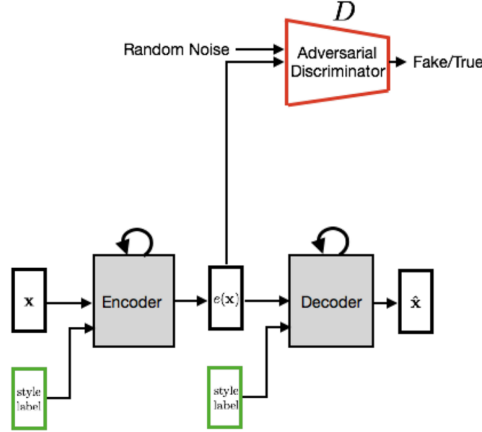 D
Random Noise
Adversarial
Discriminator
Fake/True
x
Encoder
e(x)
Decoder
x̂
style
label
style
label